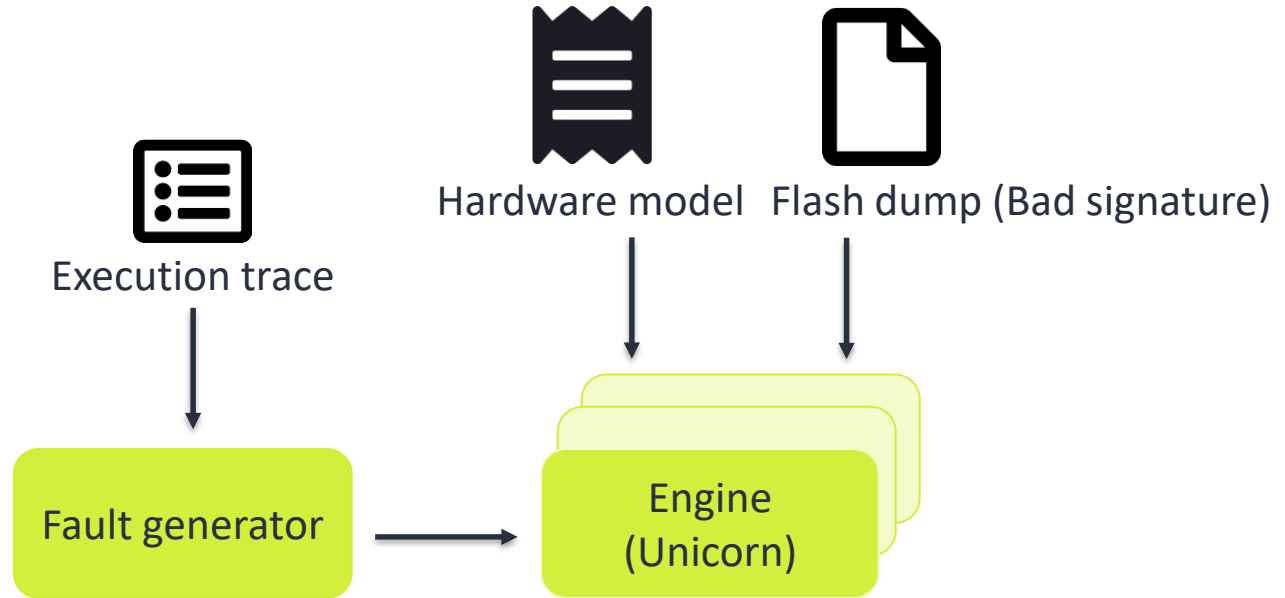 Hardware model
Flash dump (Bad signature)
Execution trace
Fault generator
Engine
(Unicorn)